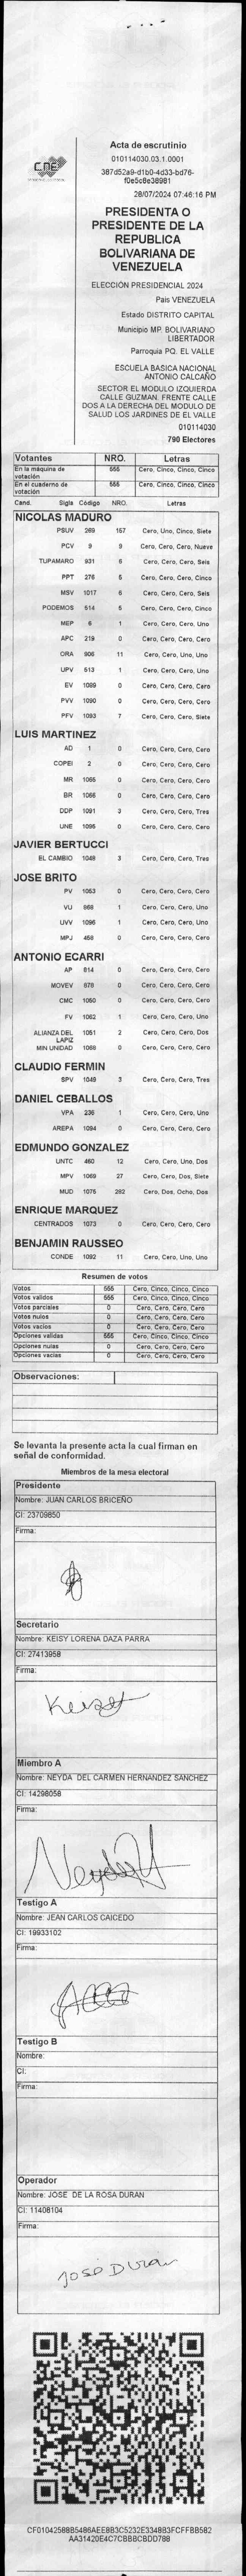 CNE
Acta de escrutinio
010114030.03.1.0001
387d52a9-d1b0-4d33-bd76-
f0e5c8e38981
28/07/2024 07:46:16 PM
PRESIDENTA O
PRESIDENTE DE LA
REPUBLICA
BOLIVARIANA DE
VENEZUELA
ELECCIÓN PRESIDENCIAL 2024
Pais VENEZUELA
Estado DISTRITO CAPITAL
Municipio MP. BOLIVARIANO
LIBERTADOR
Parroquia PQ. EL VALLE
ESCUELA BASICA NACIONAL
ANTONIO CALCAÑO
SECTOR EL MODULO IZQUIERDA
CALLE GUZMAN. FRENTE CALLE
DOS A LA DERECHA DEL MODULO DE
SALUD LOS JARDINES DE EL VALLE
010114030
790 Electores
Votantes NRO. Letras
En la máquina de votación 555 Cero, Cinco, Cinco, Cinco
En el cuaderno de votación 555 Cero, Cinco, Cinco, Cinco
Cand. Sigla Código NRO. Letras
NICOLAS MADURO
PSUV 269 157 Cero, Uno, Cinco, Siete
PCV 9 9 Cero, Cero, Cero, Nueve
TUPAMARO 931 6 Cero, Cero, Cero, Seis
PPT 276 5 Cero, Cero, Cero, Cinco
MSV 1017 6 Cero, Cero, Cero, Seis
PODEMOS 514 5 Cero, Cero, Cero, Cinco
MEP 6 1 Cero, Cero, Cero, Uno
APC 219 0 Cero, Cero, Cero, Cero
ORA 906 11 Cero, Cero, Uno, Uno
UPV 513 1 Cero, Cero, Cero, Uno
EV 1089 0 Cero, Cero, Cero, Cero
PVV 1090 0 Cero, Cero, Cero, Cero
PFV 1093 7 Cero, Cero, Cero, Siete
LUIS MARTINEZ
AD 1 0 Cero, Cero, Cero, Cero
COPEI 2 0 Cero, Cero, Cero, Cero
MR 1055 0 Cero, Cero, Cero, Cero
BR 1066 0 Cero, Cero, Cero, Cero
DDP 1091 3 Cero, Cero, Cero, Tres
UNE 1095 0 Cero, Cero, Cero, Cero
JAVIER BERTUCCI
EL CAMBIO 1048 3 Cero, Cero, Cero, Tres
JOSE BRITO
PV 1053 0 Cero, Cero, Cero, Cero
VU 868 1 Cero, Cero, Cero, Uno
UVV 1096 1 Cero, Cero, Cero, Uno
MPJ 458 0 Cero, Cero, Cero, Cero
ANTONIO ECARRI
AP 814 0 Cero, Cero, Cero, Cero
MOVEV 878 0 Cero, Cero, Cero, Cero
CMC 1050 0 Cero, Cero, Cero, Cero
FV 1062 1 Cero, Cero, Cero, Uno
ALIANZA DEL LAPIZ 1051 2 Cero, Cero, Cero, Dos
MIN UNIDAD 1068 0 Cero, Cero, Cero, Cero
CLAUDIO FERMIN
SPV 1049 3 Cero, Cero, Cero, Tres
DANIEL CEBALLOS
VPA 236 1 Cero, Cero, Cero, Uno
AREPA 1094 0 Cero, Cero, Cero, Cero
EDMUNDO GONZALEZ
UNTC 460 12 Cero, Cero, Uno, Dos
MPV 1069 27 Cero, Cero, Dos, Siete
MUD 1076 282 Cero, Dos, Ocho, Dos
ENRIQUE MARQUEZ
CENTRADOS 1073 0 Cero, Cero, Cero, Cero
BENJAMIN RAUSSEO
CONDE 1092 11 Cero, Cero, Uno, Uno
Resumen de votos
Votos 555 Cero, Cinco, Cinco, Cinco
Votos validos 555 Cero, Cinco, Cinco, Cinco
Votos parciales 0 Cero, Cero, Cero, Cero
Votos nulos 0 Cero, Cero, Cero, Cero
Votos vacios 0 Cero, Cero, Cero, Cero
Opciones validas 555 Cero, Cinco, Cinco, Cinco
Opciones nulas 0 Cero, Cero, Cero, Cero
Opciones vacias 0 Cero, Cero, Cero, Cero
Observaciones:
Se levanta la presente acta la cual firman en
señal de conformidad.
Miembros de la mesa electoral
Presidente
Nombre: JUAN CARLOS BRICEÑO
CI: 23709850
Firma:
Secretario
Nombre: KEISY LORENA DAZA PARRA
CI: 27413958
Firma:
Miembro A
Nombre: NEYDA DEL CARMEN HERNANDEZ SANCHEZ
CI: 14298058
Firma:
Testigo A
Nombre: JEAN CARLOS CAICEDO
CI: 19933102
Firma:
Testigo B
Nombre:
CI:
Firma:
Operador
Nombre: JOSE DE LA ROSA DURAN
CI: 11408104
Firma:
José Duran
CF01042588B5486AEE8B3C5232E3348B3FCFFBB582
AA31420E4C7CBBBCBDD788